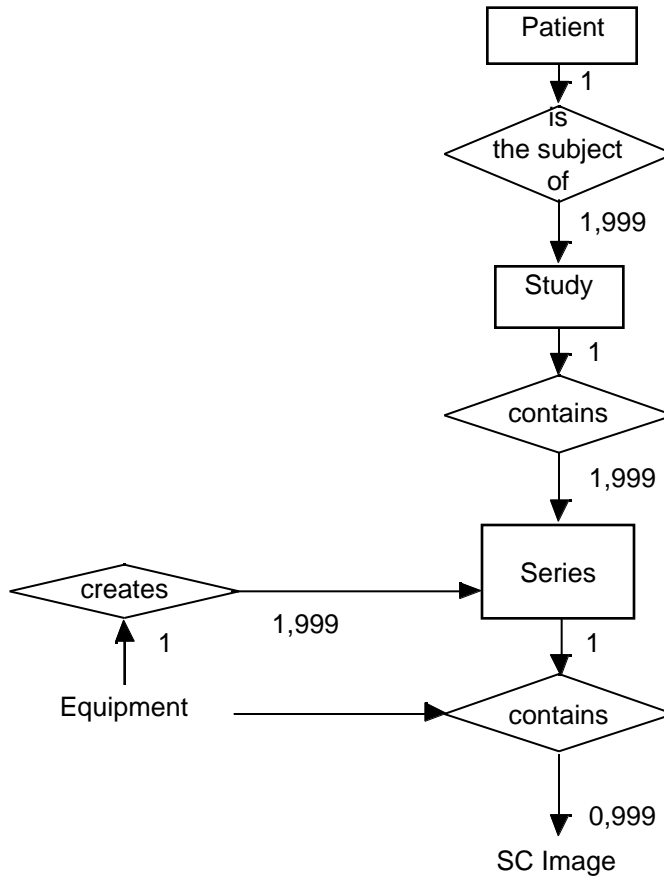 Patient
1
is
the subject
of
1,999
Study
1
contains
1,999
Series
creates
1,999
1
1
Equipment
contains
0,999
SC Image